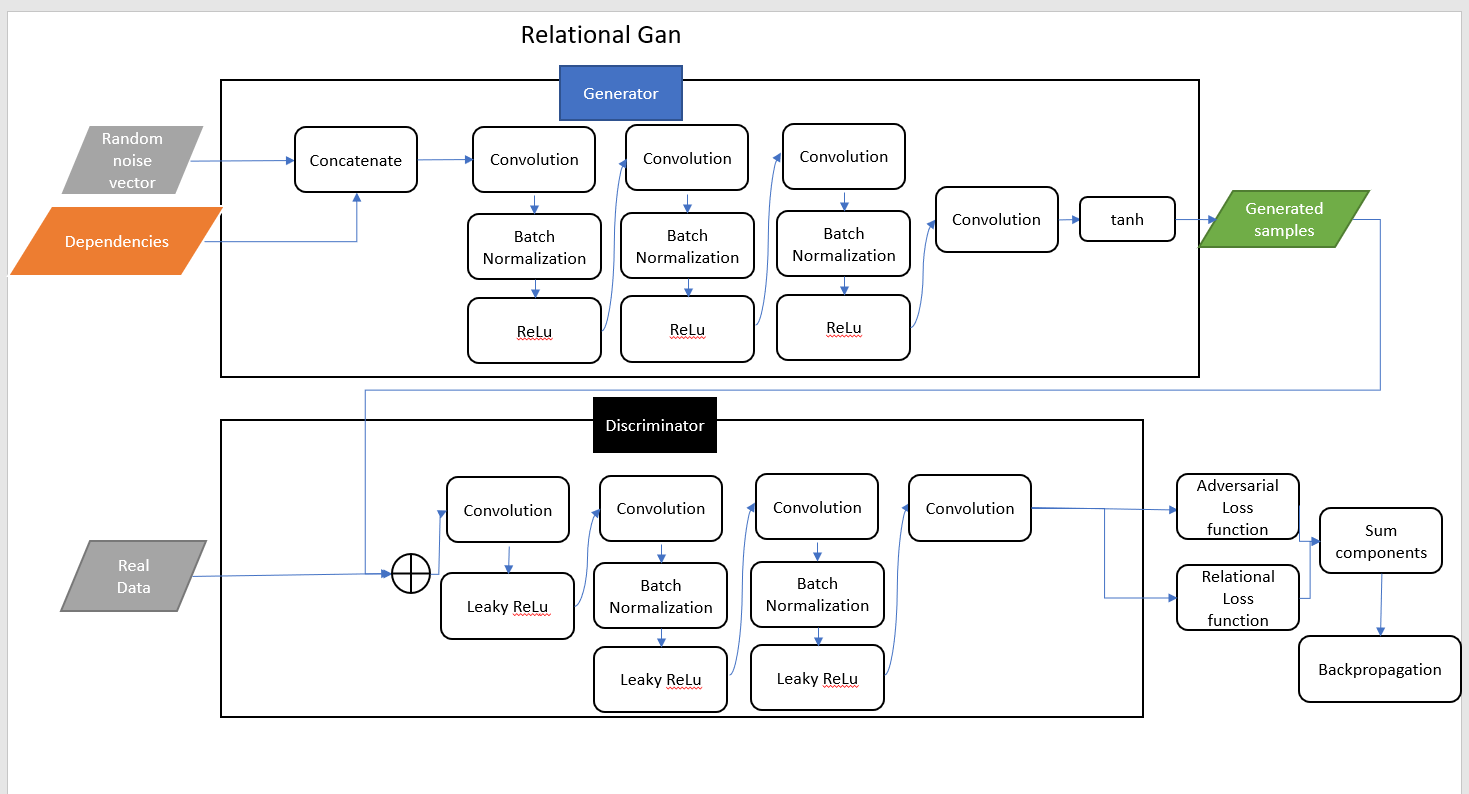 Relational Gan
Generator
Random
noise
vector
Dependencies
Concatenate
Convolution
Batch
Normalization
ReLu
Convolution
Batch
Normalization
ReLu
Convolution
Batch
Normalization
ReLu
Convolution
tanh
Generated
samples
Discriminator
Real
Data
Convolution
Leaky ReLu
Convolution
Batch
Normalization
Leaky ReLu
Convolution
Batch
Normalization
Leaky ReLu
Convolution
Adversarial
Loss
function
Relational
Loss
function
Sum
components
Backpropagation